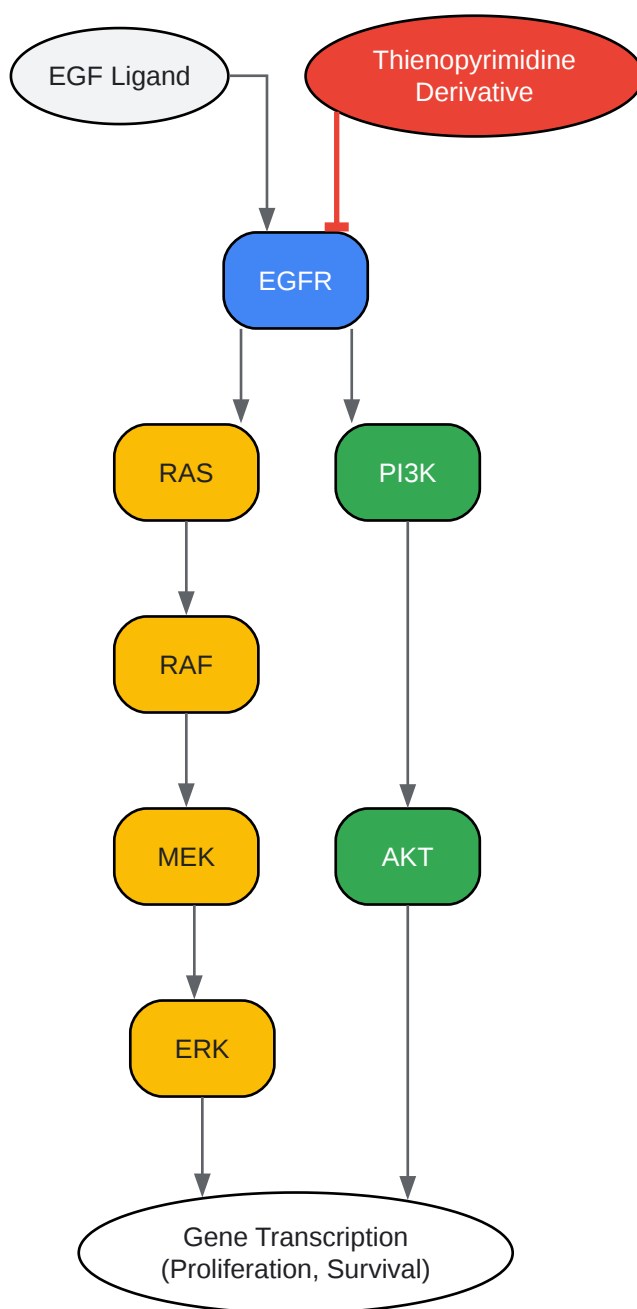 EGF Ligand
Thienopyrimidine
Derivative
EGFR
RAS
PI3K
RAF
MEK
AKT
ERK
Gene Transcription
(Proliferation, Survival)